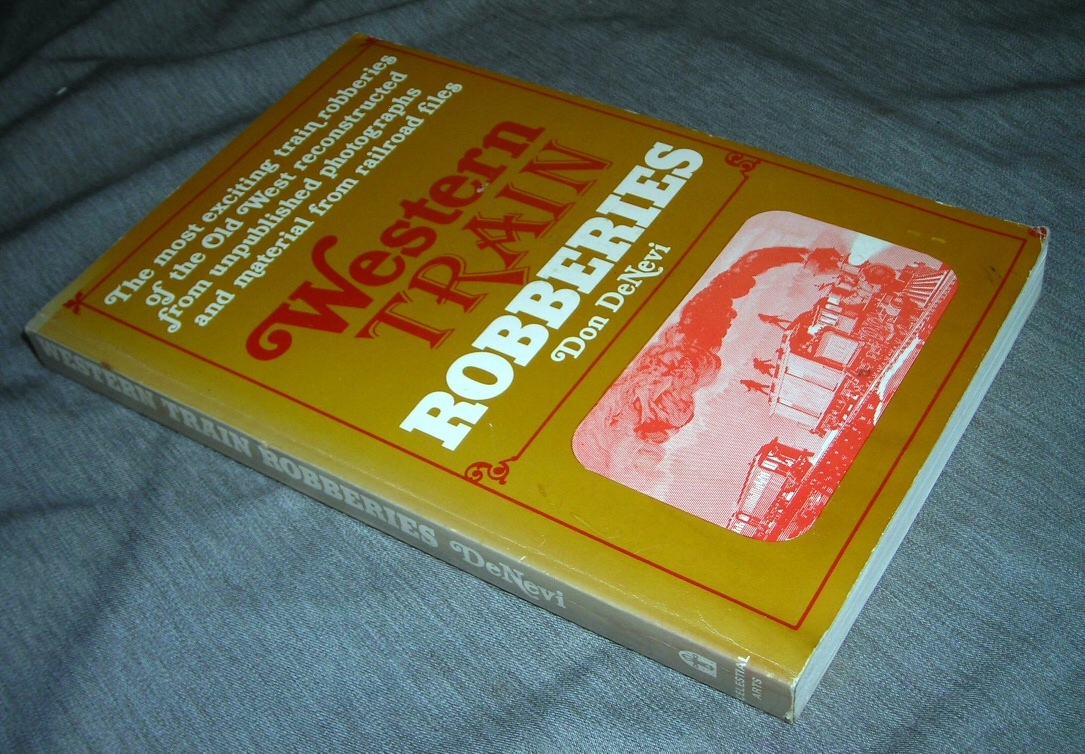 The most exciting train robberies
of the Old West reconstructed
from unpublished photographs
and material from railroad files
Western
TRAIN
ROBBERIES
Don DeNevi
WESTERN TRAIN ROBBERIES DeNevi
CELESTIAL
ARTS